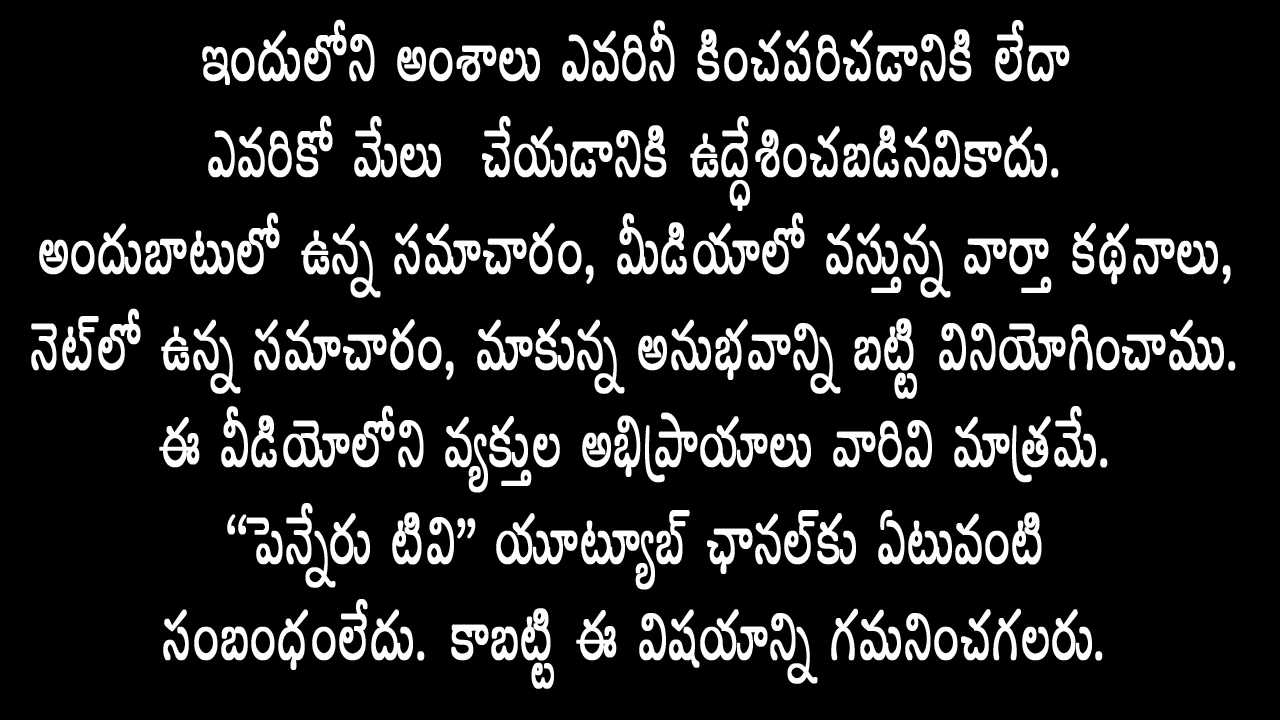 ఇందులోని అంశాలు ఎవరినీ కించపరిచడానికి లేదా
ఎవరికో మేలు చేయడానికి ఉద్ధేశించబడినవికాదు.
అందుబాటులో ఉన్న సమాచారం, మీడియాలో వస్తున్న వార్తా కథనాలు,
నెట్‌లో ఉన్న సమాచారం, మాకున్న అనుభవాన్ని బట్టి వినియోగించాము.
ఈ వీడియోలోని వ్యక్తుల అభిప్రాయాలు వారివి మాత్రమే.
“పెన్నేరు టివి” యూట్యూబ్ ఛానల్‌కు ఏటువంటి
సంబంధంలేదు. కాబట్టి ఈ విషయాన్ని గమనించగలరు.